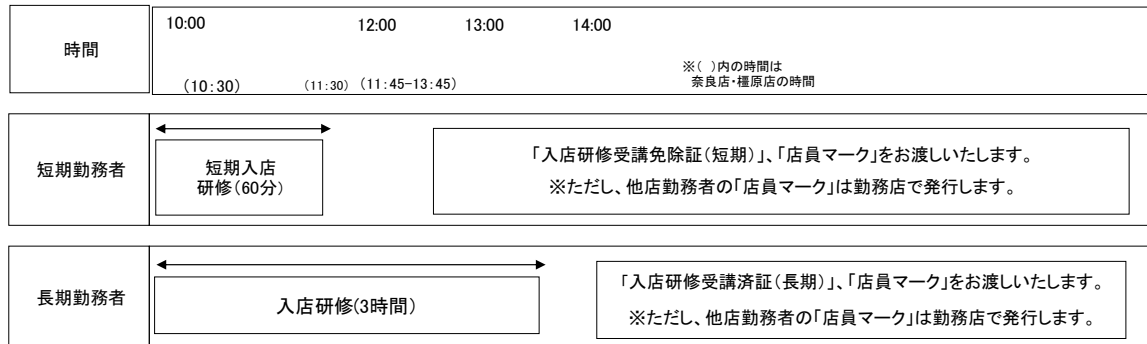 時間
10:00 12:00 13:00 14:00
※( )内の時間は
奈良店・橿原店の時間
(10:30) (11:30) (11:45-13:45)
短期勤務者
短期入店
研修(60分)
「入店研修受講免除証(短期)」、「店員マーク」をお渡しいたします。
※ただし、他店勤務者の「店員マーク」は勤務店で発行します。
長期勤務者
入店研修(3時間)
「入店研修受講済証(長期)」、「店員マーク」をお渡しいたします。
※ただし、他店勤務者の「店員マーク」は勤務店で発行します。